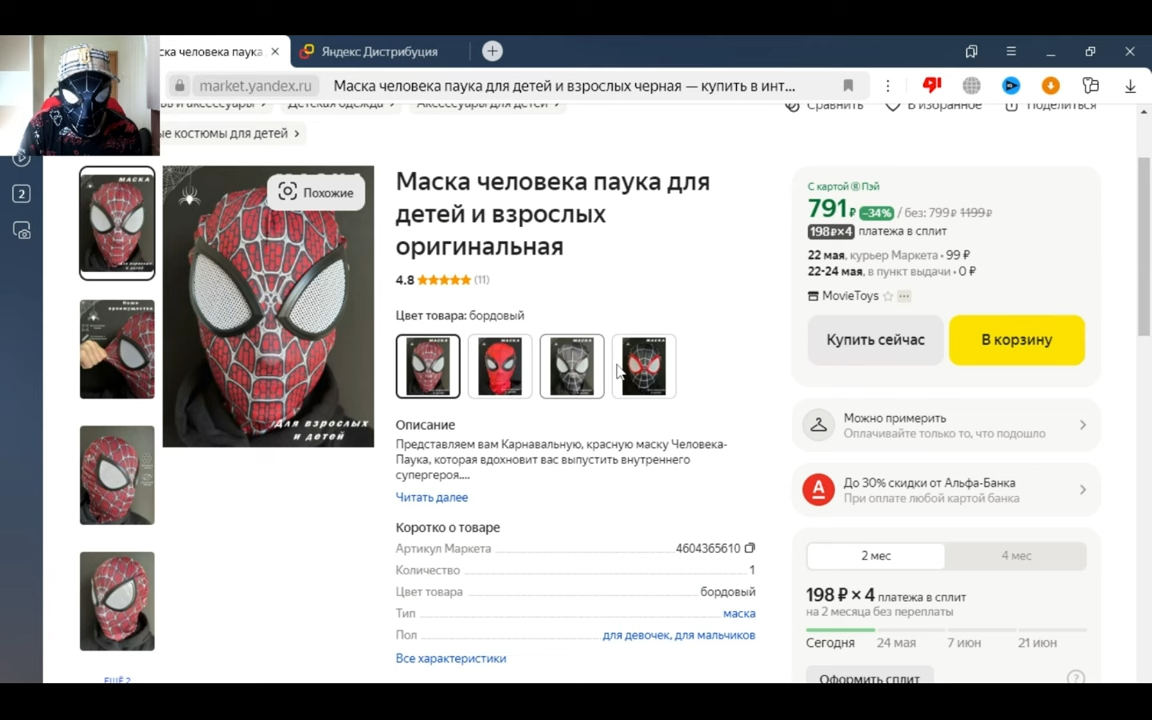 ска человека паука
Яндекс Дистрибуция
market.yandex.ru
Маска человека паука для детей и взрослых черная — купить в инт...
Детская одежда
Аксессуары для детей
Сравнить
В избранное
Поделиться
ые костюмы для детей
2
МАСКА
Похожие
для взрослых
и детей
Маска человека паука для
детей и взрослых
оригинальная
4.8
(11)
Цвет товара: бордовый
Описание
Представляем вам Карнавальную, красную маску Человека-
Паука, которая вдохновит вас выпустить внутреннего
супергероя....
Читать далее
Коротко о товаре
Артикул Маркета 4604365610
Количество 1
Цвет товара бордовый
Тип маска
Пол для девочек, для мальчиков
Все характеристики
ЕЩЁ 2
С картой Пэй
791 ₽ -34% / без: 799 ₽ 1199 ₽
198 ₽×4 платежа в сплит
22 мая, курьер Маркета • 99 ₽
22-24 мая, в пункт выдачи • 0 ₽
MovieToys
Купить сейчас
В корзину
Можно примерить
Оплачивайте только то, что подошло
А
До 30% скидки от Альфа-Банка
При оплате любой картой банка
2 мес
4 мес
198 ₽ × 4 платежа в сплит
на 2 месяца без переплаты
Сегодня
24 мая
7 июн
21 июн
Оформить сплит
?